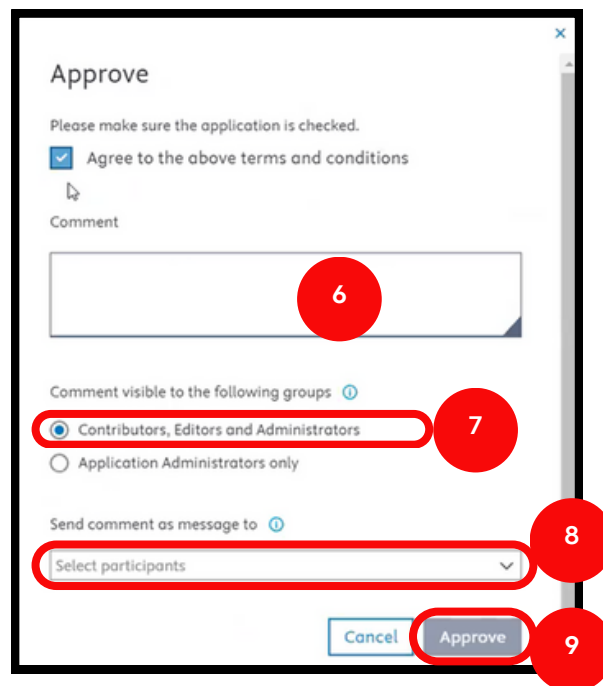 ×
Approve
Please make sure the application is checked.
Agree to the above terms and conditions
Comment
6
Comment visible to the following groups
Contributors, Editors and Administrators
7
Application Administrators only
Send comment as message to
8
Select participants
Cancel
Approve
9